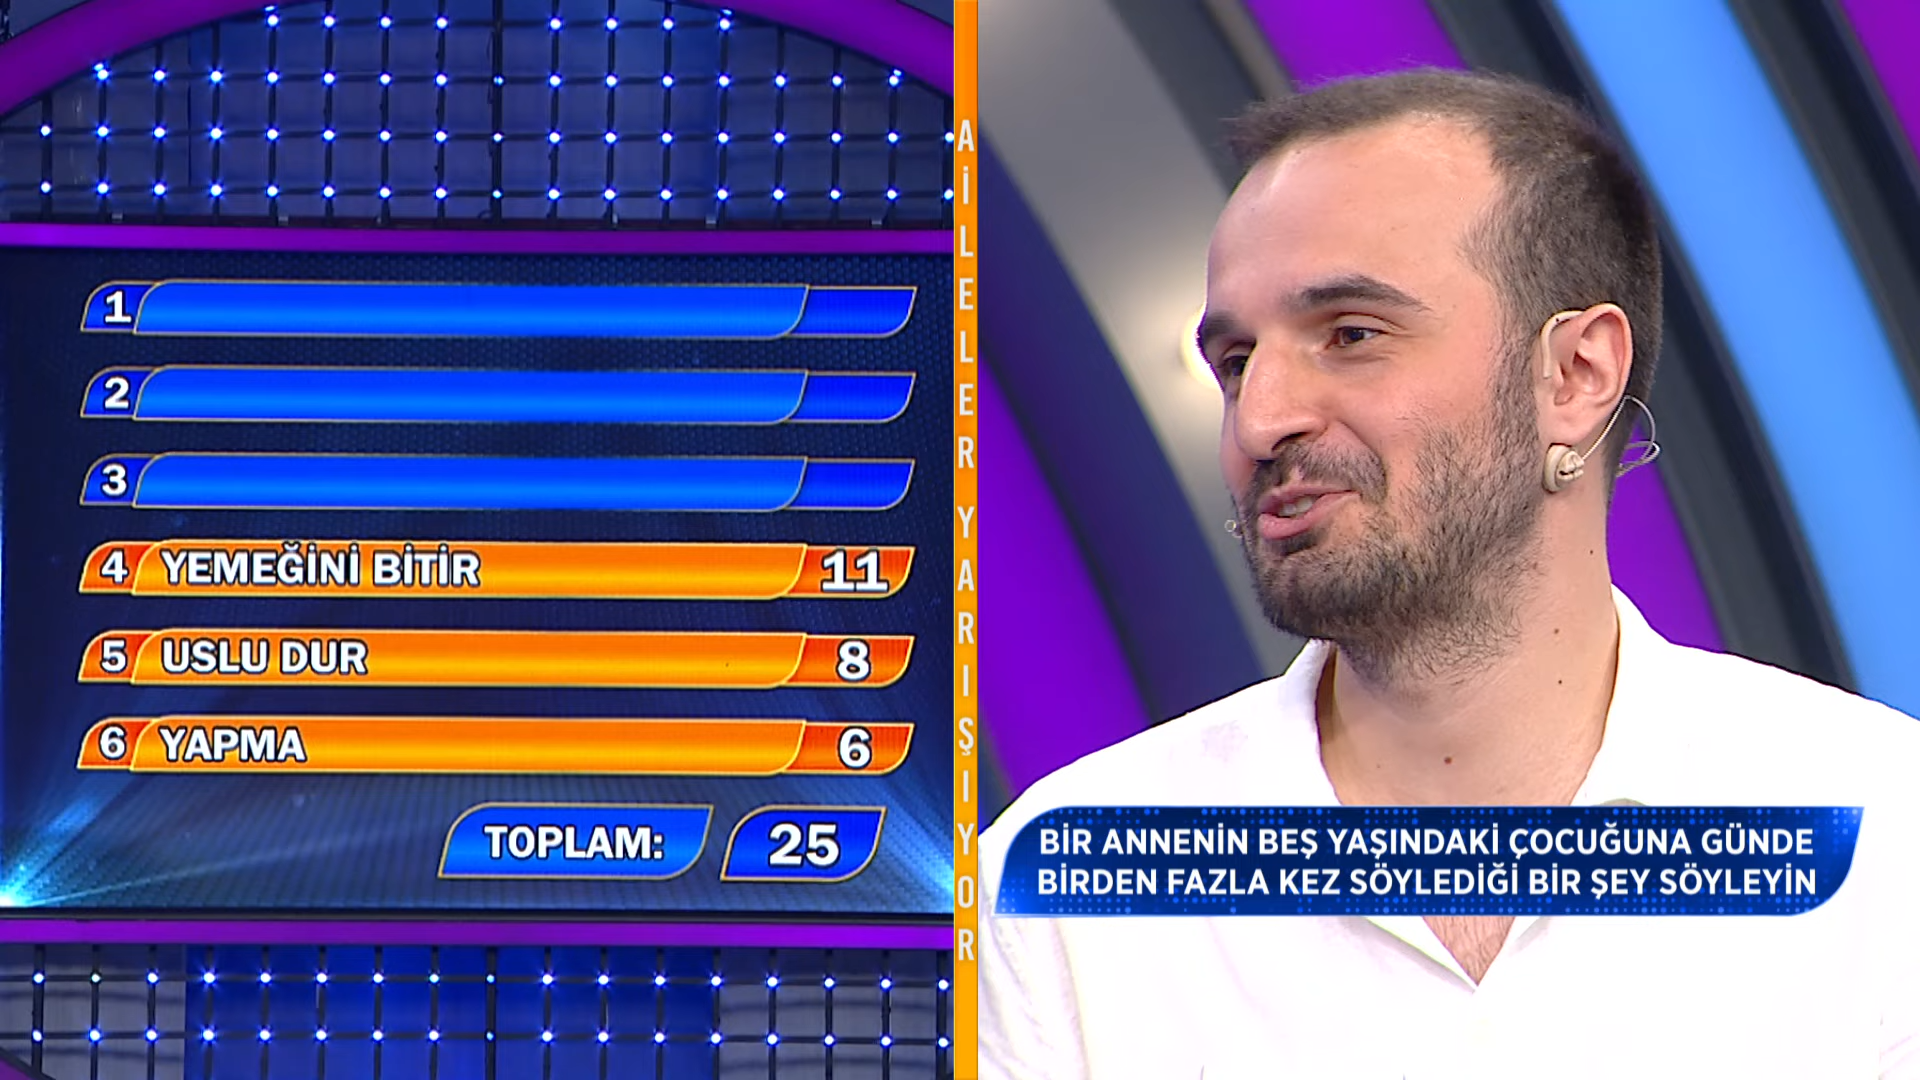 1
2
3
4 YEMEĞİNİ BİTİR 11
5 USLU DUR 8
6 YAPMA 6
TOPLAM: 25
AİLELER YARIŞIYOR
BİR ANNENİN BEŞ YAŞINDAKİ ÇOCUĞUNA GÜNDE
BİRDEN FAZLA KEZ SÖYLEDİĞİ BİR ŞEY SÖYLEYİN